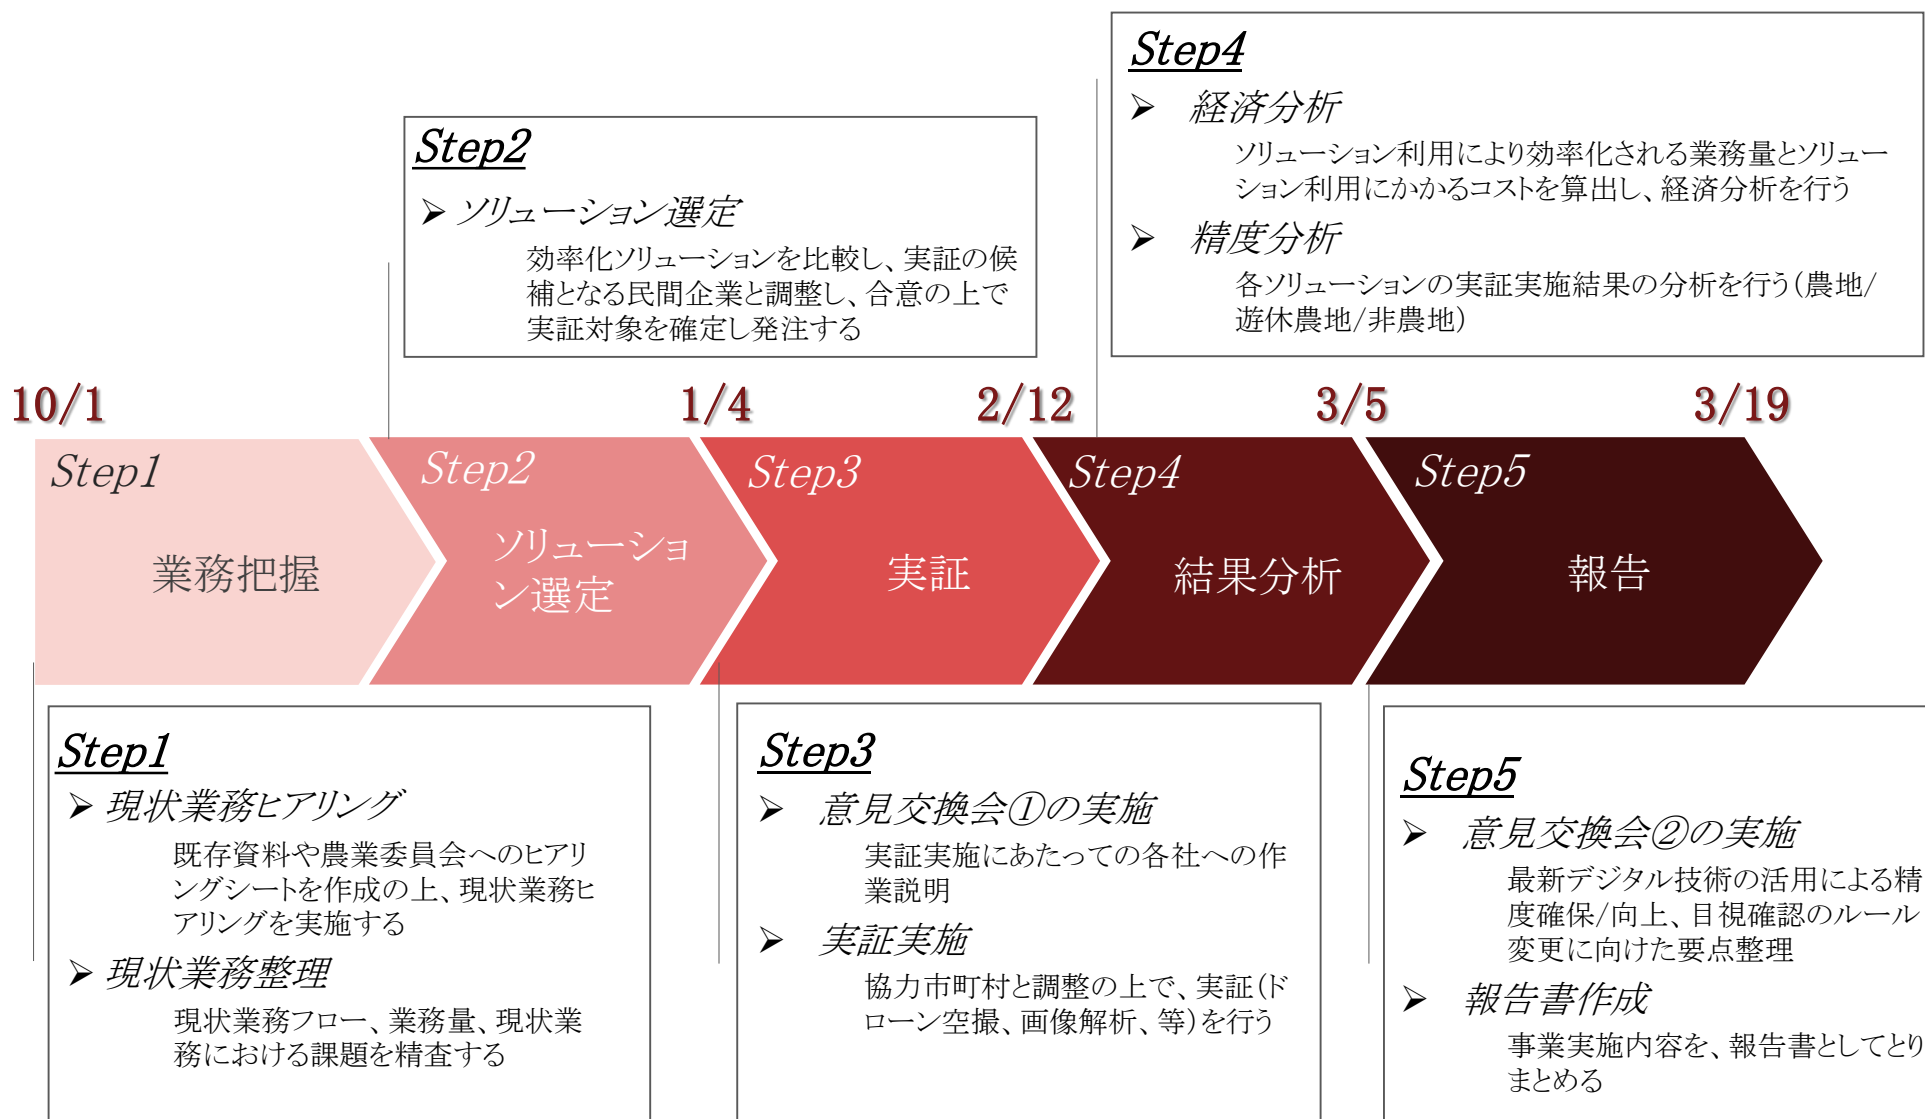 Step4
➢ 経済分析
ソリューション利用により効率化される業務量とソリュー
ション利用にかかるコストを算出し、経済分析を行う
➢ 精度分析
各ソリューションの実証実施結果の分析を行う(農地/
遊休農地/非農地)
Step2
➢ ソリューション選定
効率化ソリューションを比較し、実証の候
補となる民間企業と調整し、合意の上で
実証対象を確定し発注する
10/1
1/4
2/12
3/5
3/19
Step1
業務把握
Step2
ソリューショ
ン選定
Step3
実証
Step4
結果分析
Step5
報告
Step1
➢ 現状業務ヒアリング
既存資料や農業委員会へのヒアリ
ングシートを作成の上、現状業務ヒ
アリングを実施する
➢ 現状業務整理
現状業務フロー、業務量、現状業
務における課題を精査する
Step3
➢ 意見交換会①の実施
実証実施にあたっての各社への作
業説明
➢ 実証実施
協力市町村と調整の上で、実証(ド
ローン空撮、画像解析、等)を行う
Step5
➢ 意見交換会②の実施
最新デジタル技術の活用による精
度確保/向上、目視確認のルール
変更に向けた要点整理
➢ 報告書作成
事業実施内容を、報告書としてとり
まとめる